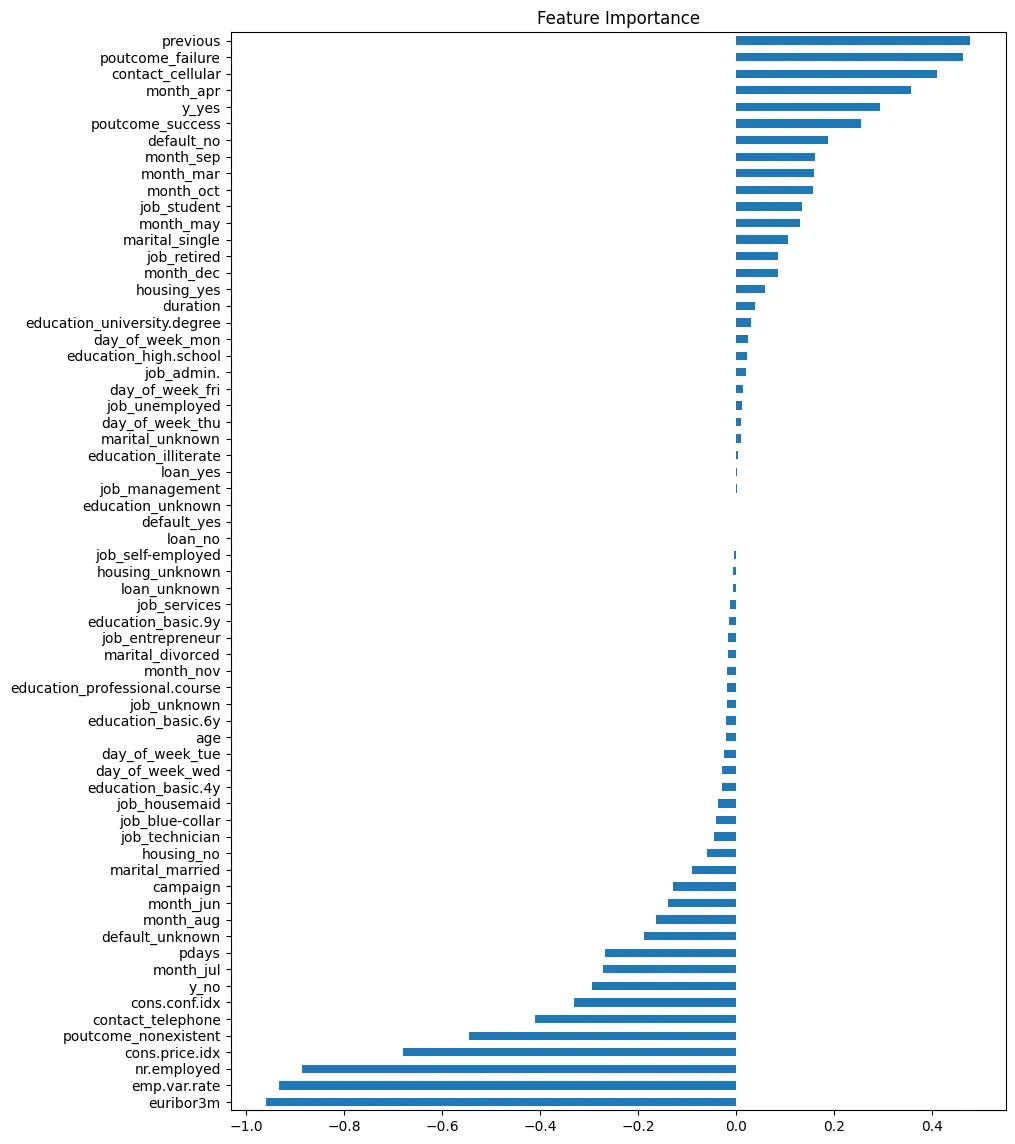 Feature Importance
previous
poutcome_failure
contact_cellular
month_apr
y_yes
poutcome_success
default_no
month_sep
month_mar
month_oct
job_student
month_may
marital_single
job_retired
month_dec
housing_yes
duration
education_university.degree
day_of_week_mon
education_high.school
job_admin.
day_of_week_fri
job_unemployed
day_of_week_thu
marital_unknown
education_illiterate
loan_yes
job_management
education_unknown
default_yes
loan_no
job_self-employed
housing_unknown
loan_unknown
job_services
education_basic.9y
job_entrepreneur
marital_divorced
month_nov
education_professional.course
job_unknown
education_basic.6y
age
day_of_week_tue
day_of_week_wed
education_basic.4y
job_housemaid
job_blue-collar
job_technician
housing_no
marital_married
campaign
month_jun
month_aug
default_unknown
pdays
month_jul
y_no
cons.conf.idx
contact_telephone
poutcome_nonexistent
cons.price.idx
nr.employed
emp.var.rate
euribor3m
−1.0 −0.8 −0.6 −0.4 −0.2 0.0 0.2 0.4